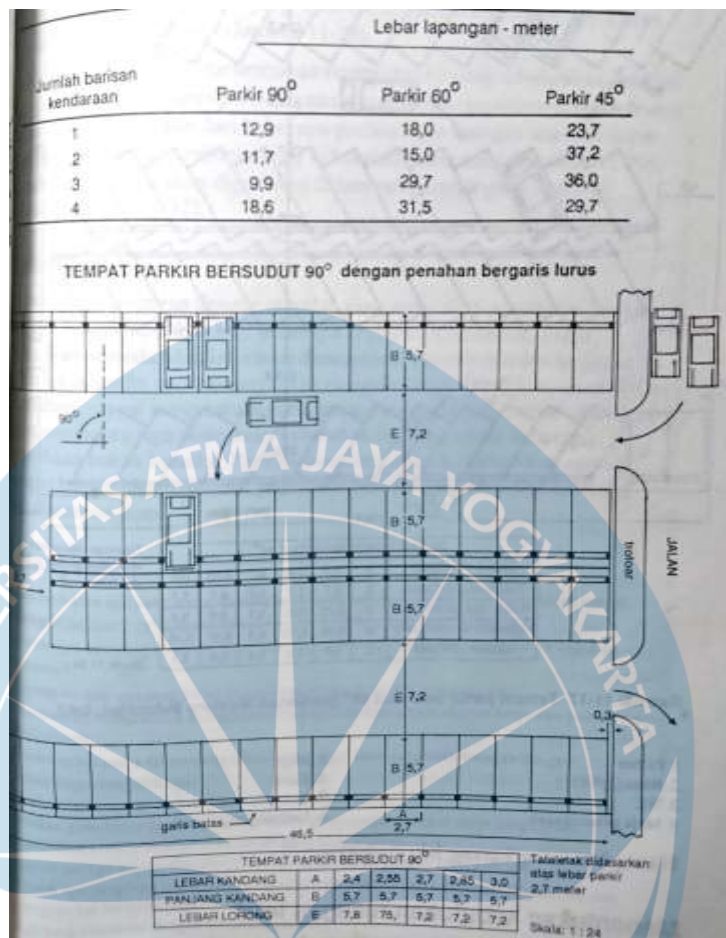 Lebar lapangan - meter
Jumlah barisan kendaraan Parkir 90° Parkir 60° Parkir 45°
1 12,9 18,0 23,7
2 11,7 15,0 37,2
3 9,9 29,7 36,0
4 18,6 31,5 29,7
TEMPAT PARKIR BERSUDUT 90° dengan penahan bergaris lurus
B 5,7
90°
E 7,2
UNIVERSITAS ATMA JAYA YOGYAKARTA
B 5,7
trotoar
JALAN
B 5,7
E 7,2
0,3
B 5,7
garis batas
46,5
A
2,7
TEMPAT PARKIR BERSUDUT 90°
LEBAR KANDANG A 2,4 2,55 2,7 2,85 3,0
PANJANG KANDANG B 5,7 5,7 5,7 5,7 5,7
LEBAR LORONG E 7,8 75, 7,2 7,2 7,2
Tataletak didasarkan
atas lebar parkir
2,7 meter
Skala: 1 : 24